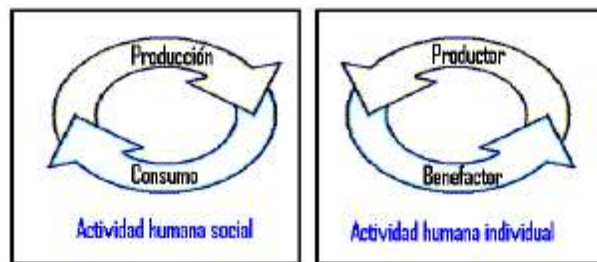 Producción
Consumo
Actividad humana social
Productor
Benefactor
Actividad humana individual